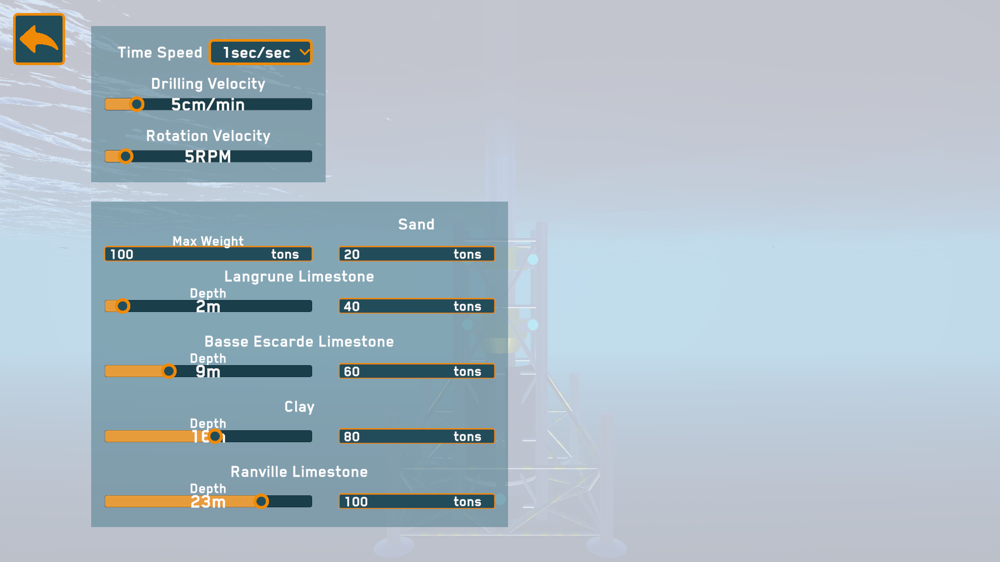 Time Speed 1sec/sec
Drilling Velocity
5cm/min
Rotation Velocity
5RPM
Sand
Max Weight
100 tons 20 tons
Langrune Limestone
Depth
2m 40 tons
Basse Escarde Limestone
Depth
9m 60 tons
Clay
Depth
16m 80 tons
Ranville Limestone
Depth
23m 100 tons